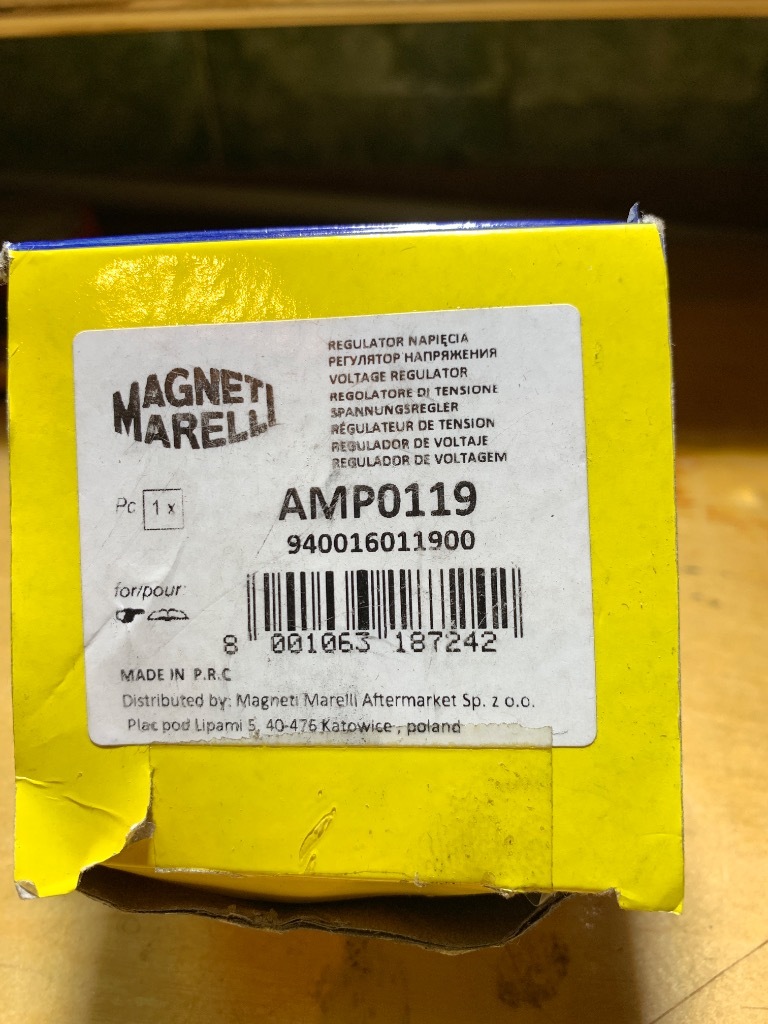 MAGNETI
MARELLI
REGULATOR NAPIĘCIA
РЕГУЛЯТОР НАПРЯЖЕНИЯ
VOLTAGE REGULATOR
REGOLATORE DI TENSIONE
SPANNUNGSREGLER
RÉGULATEUR DE TENSION
REGULADOR DE VOLTAJE
REGULADOR DE VOLTAGEM
Pc 1 x
AMP0119
940016011900
for/pour:
8 001063 187242
MADE IN P.R.C
Distributed by: Magneti Marelli Aftermarket Sp. z o.o.
Plac pod Lipami 5, 40-476 Katowice , poland